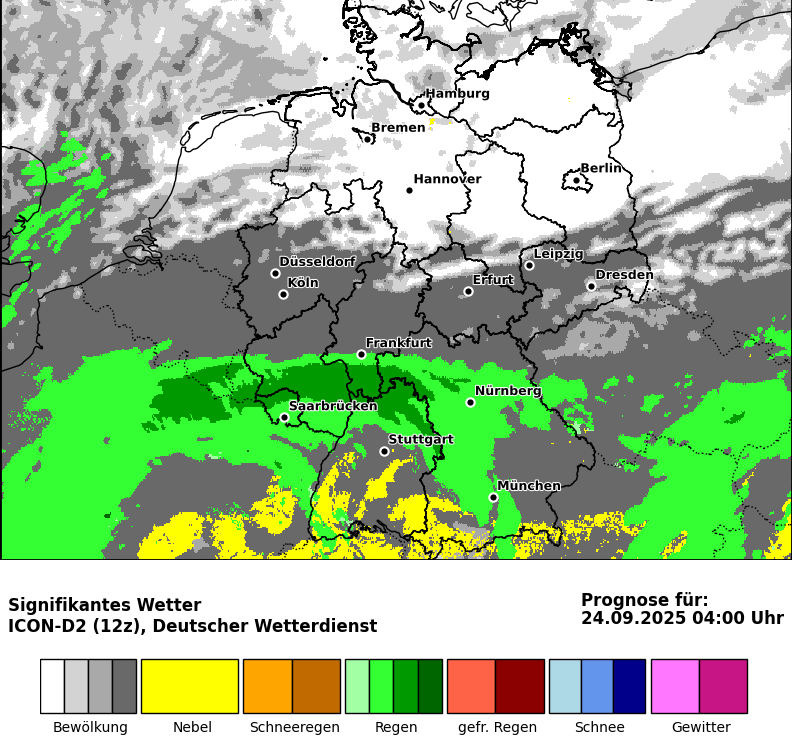 Hamburg
Bremen
Berlin
Hannover
Leipzig
Düsseldorf
Dresden
Köln
Erfurt
Frankfurt
Nürnberg
Saarbrücken
Stuttgart
München
Signifikantes Wetter
ICON-D2 (12z), Deutscher Wetterdienst
Prognose für:
24.09.2025 04:00 Uhr
Bewölkung Nebel Schneeregen Regen gefr. Regen Schnee Gewitter